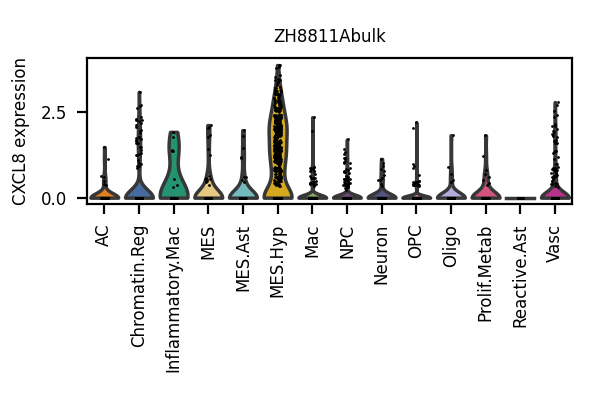 ZH8811Abulk
CXCL8 expression
2.5
0.0
AC
Chromatin.Reg
Inflammatory.Mac
MES
MES.Ast
MES.Hyp
Mac
NPC
Neuron
OPC
Oligo
Prolif.Metab
Reactive.Ast
Vasc